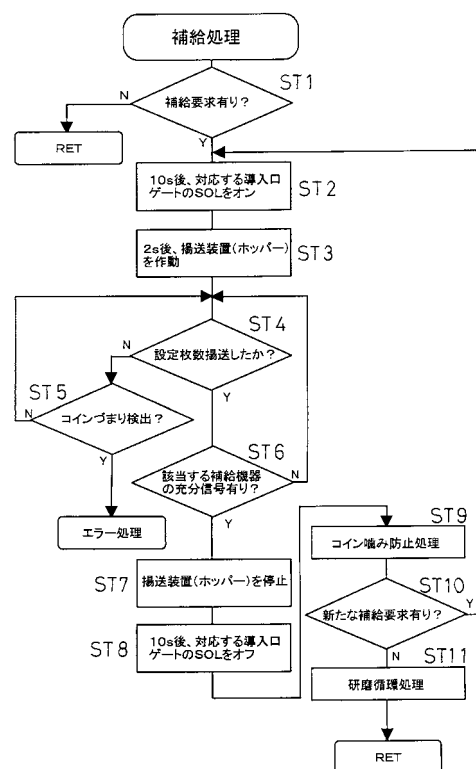 補給処理
ST1
N
補給要求有り?
RET
Y
10s後、対応する導入口
ゲートのSOLをオン
ST2
2s後、揚送装置(ホッパー)
を作動
ST3
ST4
N
設定枚数揚送したか?
ST5
Y
N
コインづまり検出?
ST6
Y
該当する補給機器
の充分信号有り?
N
エラー処理
Y
ST9
コイン噛み防止処理
ST7
揚送装置(ホッパー)を停止
ST10
新たな補給要求有り?
Y
ST8
10s後、対応する導入口
ゲートのSOLをオフ
N
ST11
研磨循環処理
RET